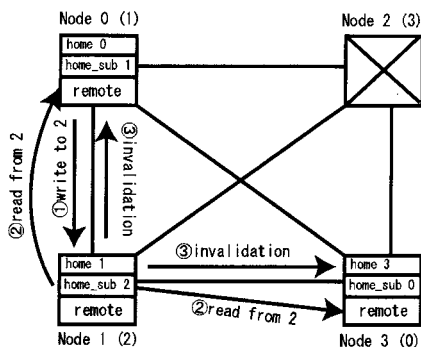 Node 0 (1)
Node 2 (3)
home 0
home_sub 1
remote
②read from 2
①write to 2
③invalidation
③invalidation
home 1
home_sub 2
remote
②read from 2
home 3
home_sub 0
remote
Node 1 (2)
Node 3 (0)